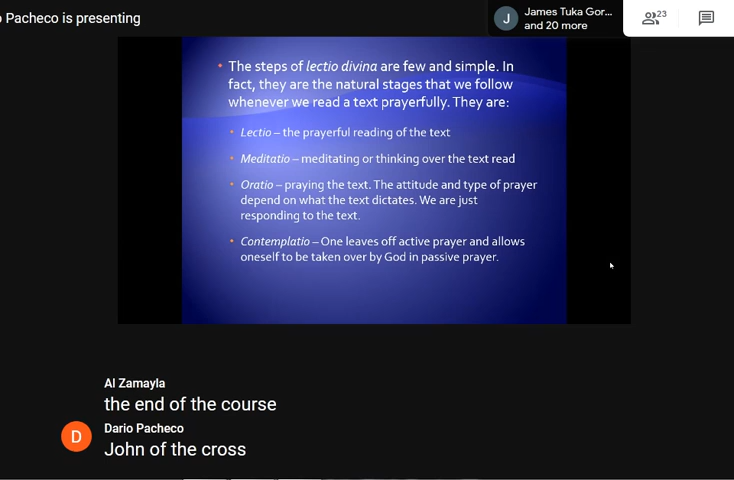 Pacheco is presenting
James Tuka Gor...
and 20 more
J
23
• The steps of lectio divina are few and simple. In
fact, they are the natural stages that we follow
whenever we read a text prayerfully. They are:
• Lectio – the prayerful reading of the text
• Meditatio – meditating or thinking over the text read
• Oratio – praying the text. The attitude and type of prayer
depend on what the text dictates. We are just
responding to the text.
• Contemplatio – One leaves off active prayer and allows
oneself to be taken over by God in passive prayer.
Al Zamayla
the end of the course
Dario Pacheco
D
John of the cross